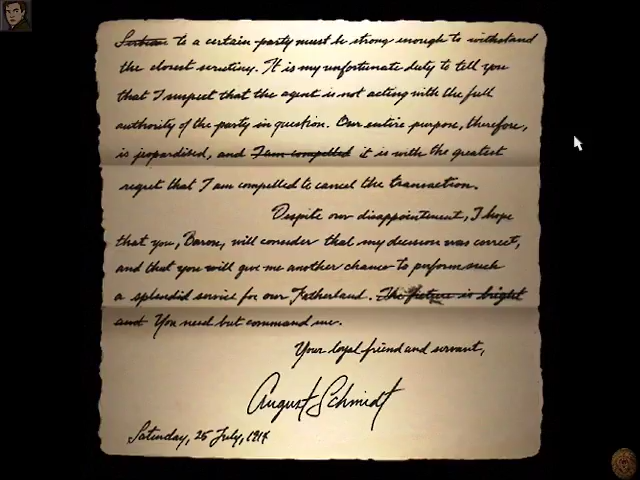 Serbian to a certain party must be strong enough to withstand
the closest scrutiny. It is my unfortunate duty to tell you
that I suspect that the agent is not acting with the full
authority of the party in question. Our entire purpose, therefore,
is jeopardised, and I am compelled it is with the greatest
regret that I am compelled to cancel the transaction.
Despite our disappointment, I hope
that you, Baron, will consider that my decision was correct,
and that you will give me another chance to perform such
a splendid service for our Fatherland. The future is bright
and You need but command me.
Your loyal friend and servant,
August Schmidt
Saturday, 25 July, 1914